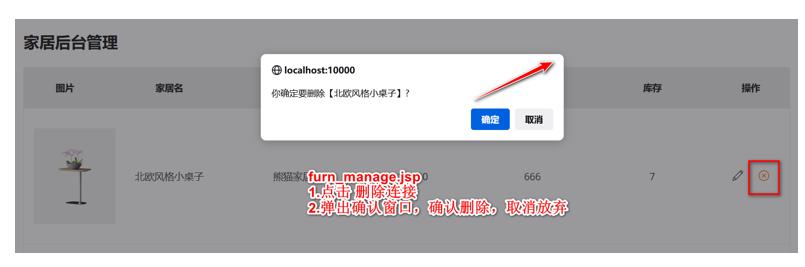 家居后台管理
localhost:10000
你确定要删除【北欧风格小桌子】?
确定 取消
图片 家居名 库存 操作
北欧风格小桌子 熊猫家居 0 666 7
furn_manage.jsp
1.点击 删除连接
2.弹出确认窗口，确认删除，取消放弃